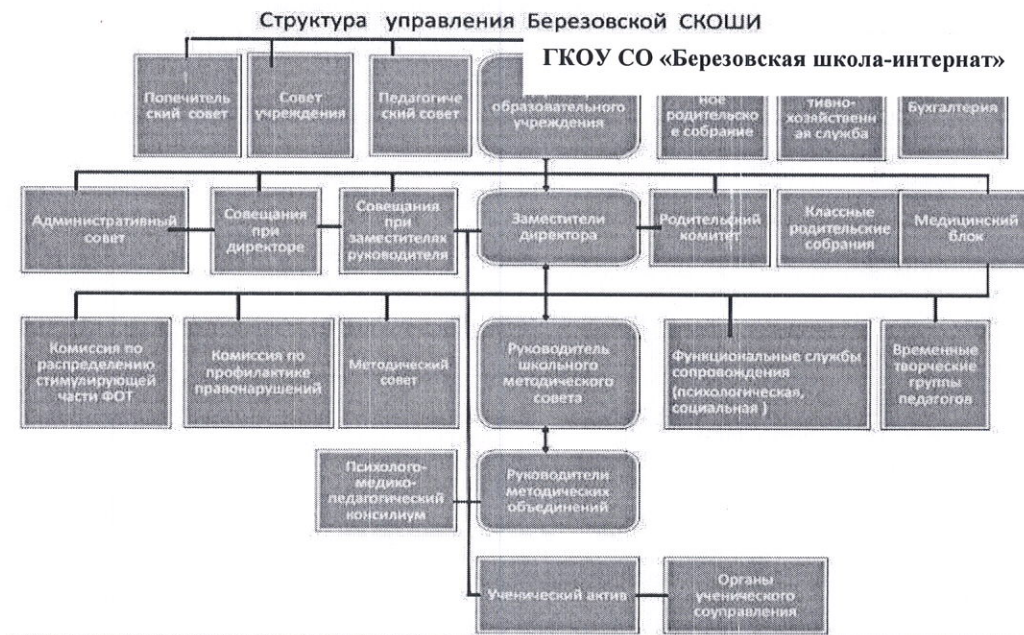 Структура управления Березовской СКОШИ
ГКОУ СО «Березовская школа-интернат»
Попечитель
ский совет
Совет
учреждения
Педагогиче
ский совет
образовательного
учреждения
ное
родительско
е собрание
тивно-
хозяйственн
ая служба
Бухгалтерия
Административный
совет
Совещания
при
директоре
Совещания
при
заместителях
руководителя
Заместители
директора
Родительский
комитет
Классные
родительские
собрания
Медицинский
блок
Комиссия по
распределению
стимулирующей
части ФОТ
Комиссия по
профилактике
правонарушений
Методический
совет
Руководитель
школьного
методического
совета
Функциональные службы
сопровождения
(психологическая,
социальная )
Временные
творческие
группы
педагогов
Психолого-
медико-
педагогический
консилиум
Руководители
методических
объединений
Ученический актив
Органы
ученического
соуправления